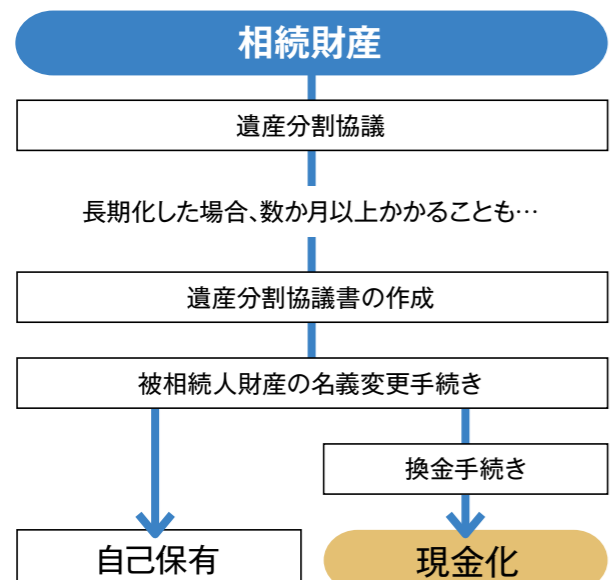 相続財産
遺産分割協議
長期化した場合、数か月以上かかることも…
遺産分割協議書の作成
被相続人財産の名義変更手続き
換金手続き
自己保有
現金化